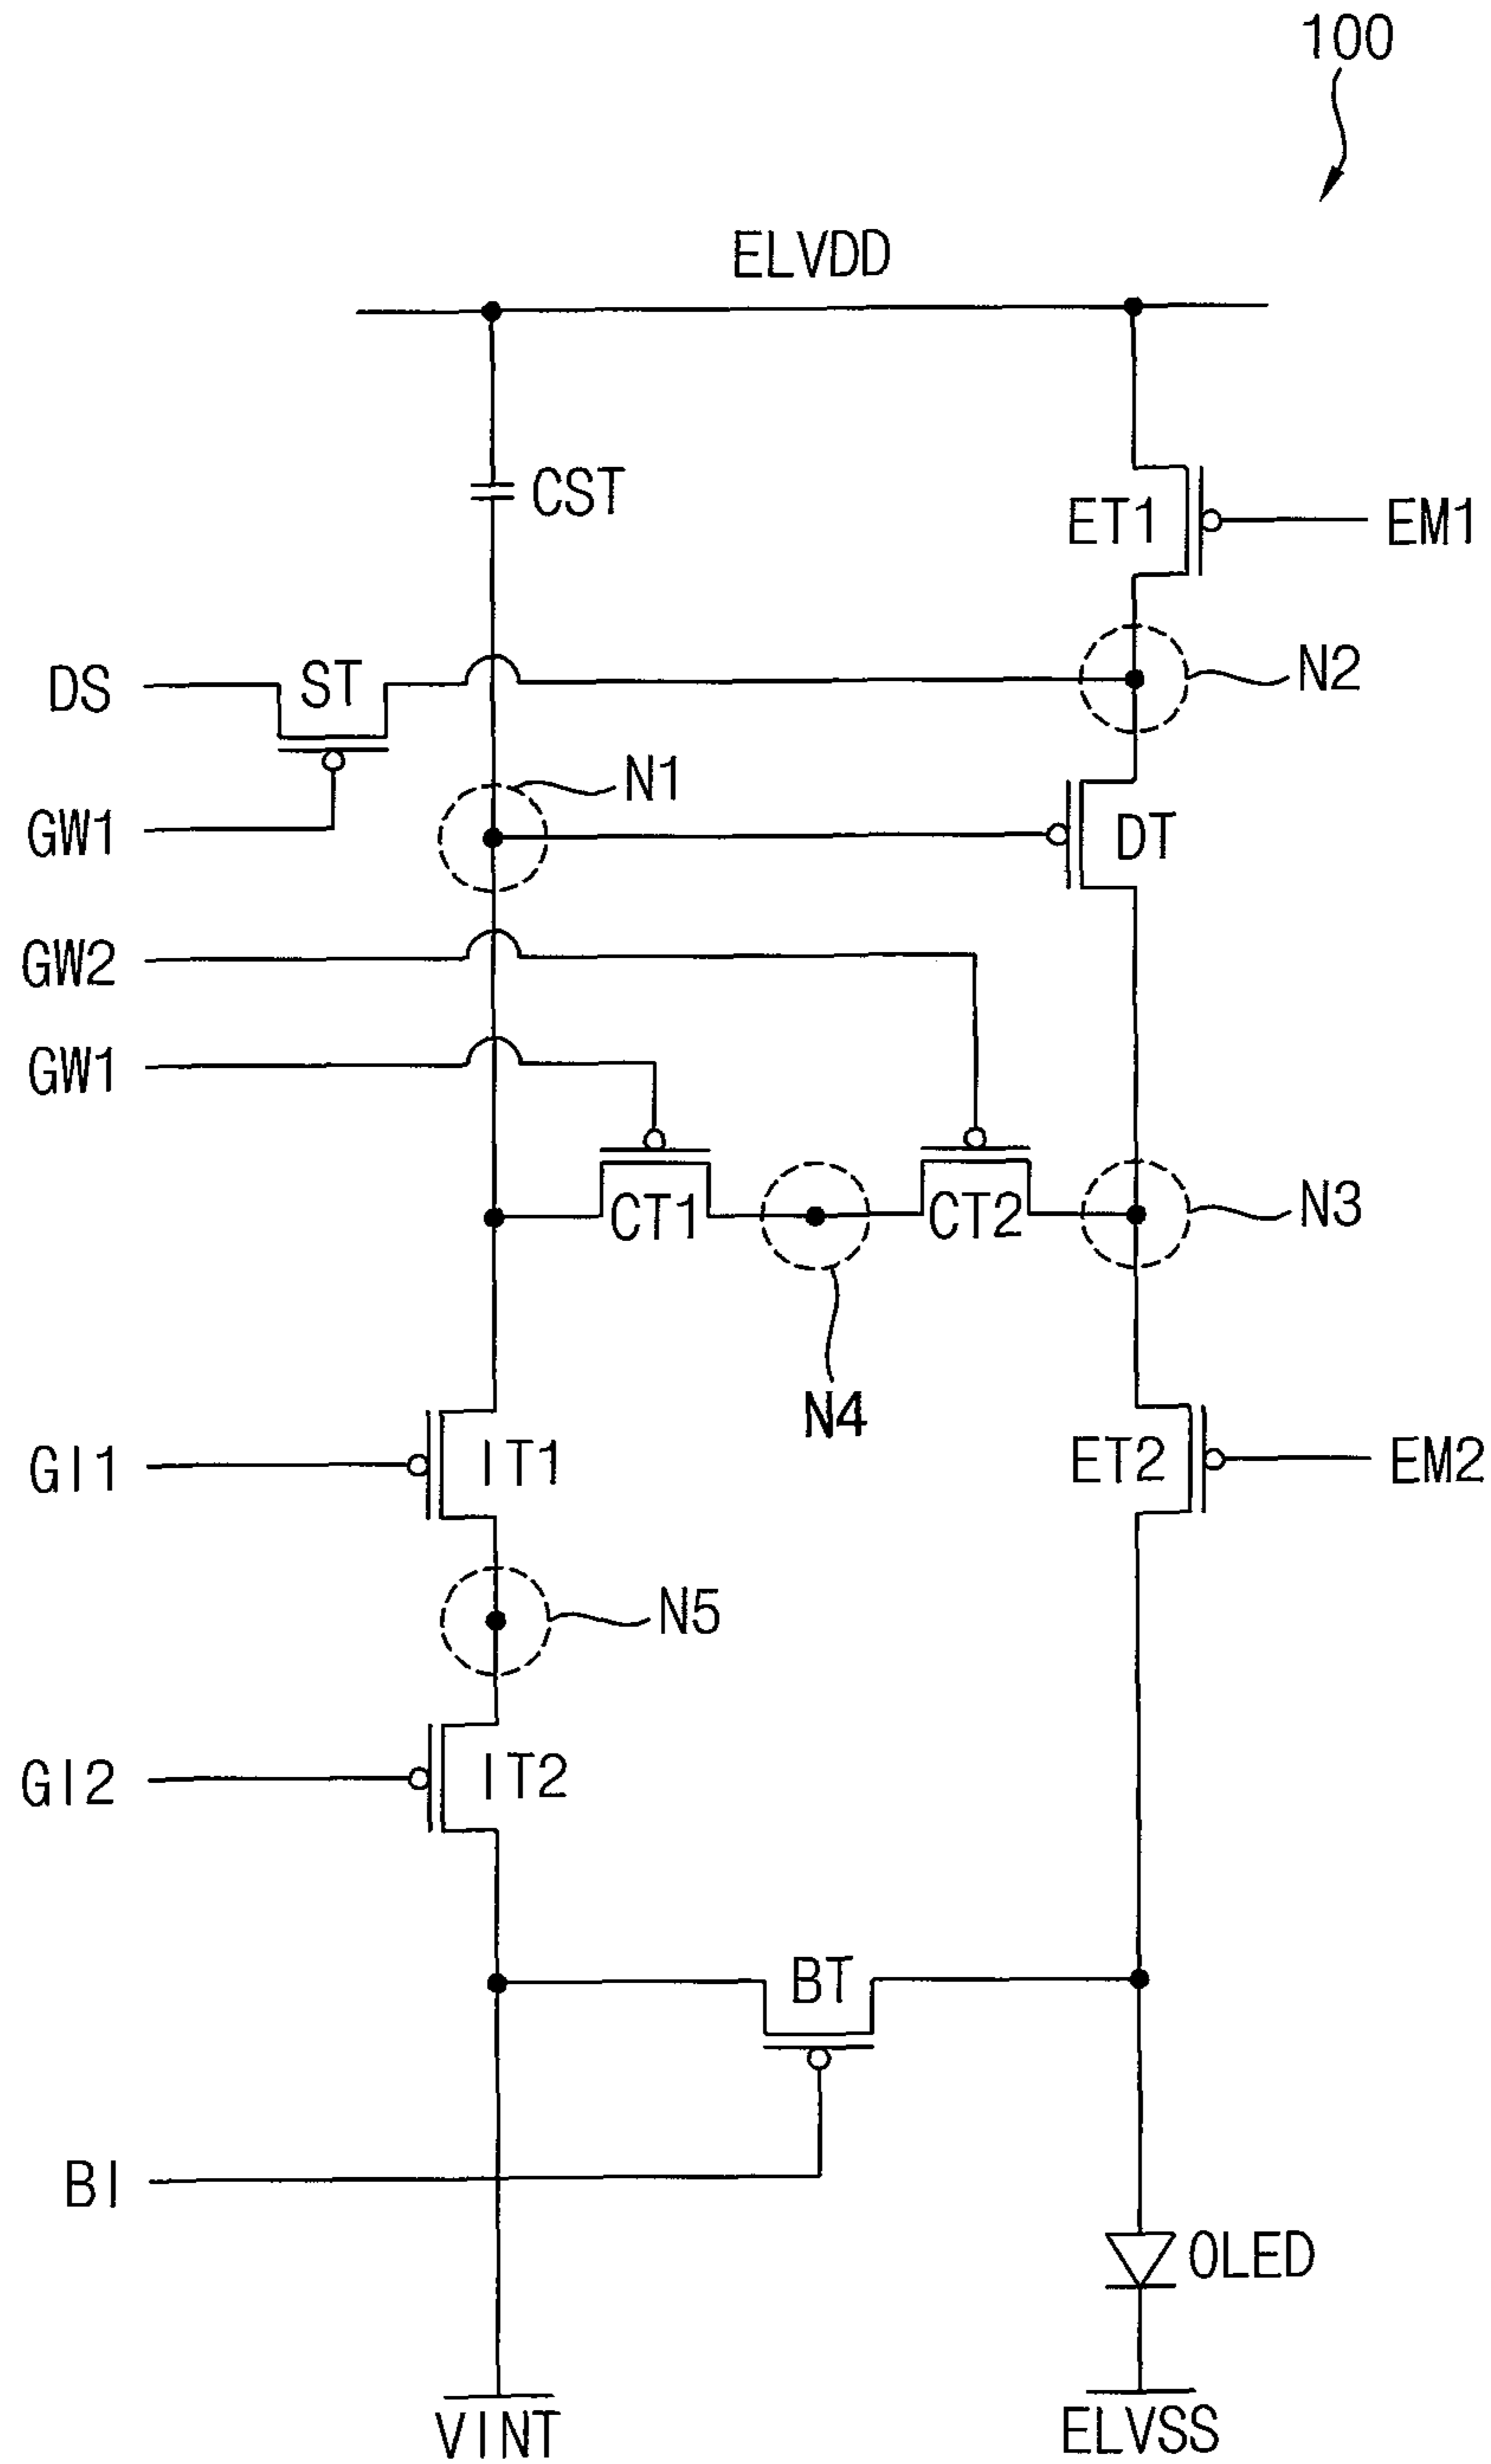 100
ELVDD
CST
ET1
EM1
DS
ST
N2
N1
GW1
DT
GW2
GW1
CT1
CT2
N3
N4
GI1
IT1
ET2
EM2
N5
GI2
IT2
BT
BI
OLED
VINT
ELVSS